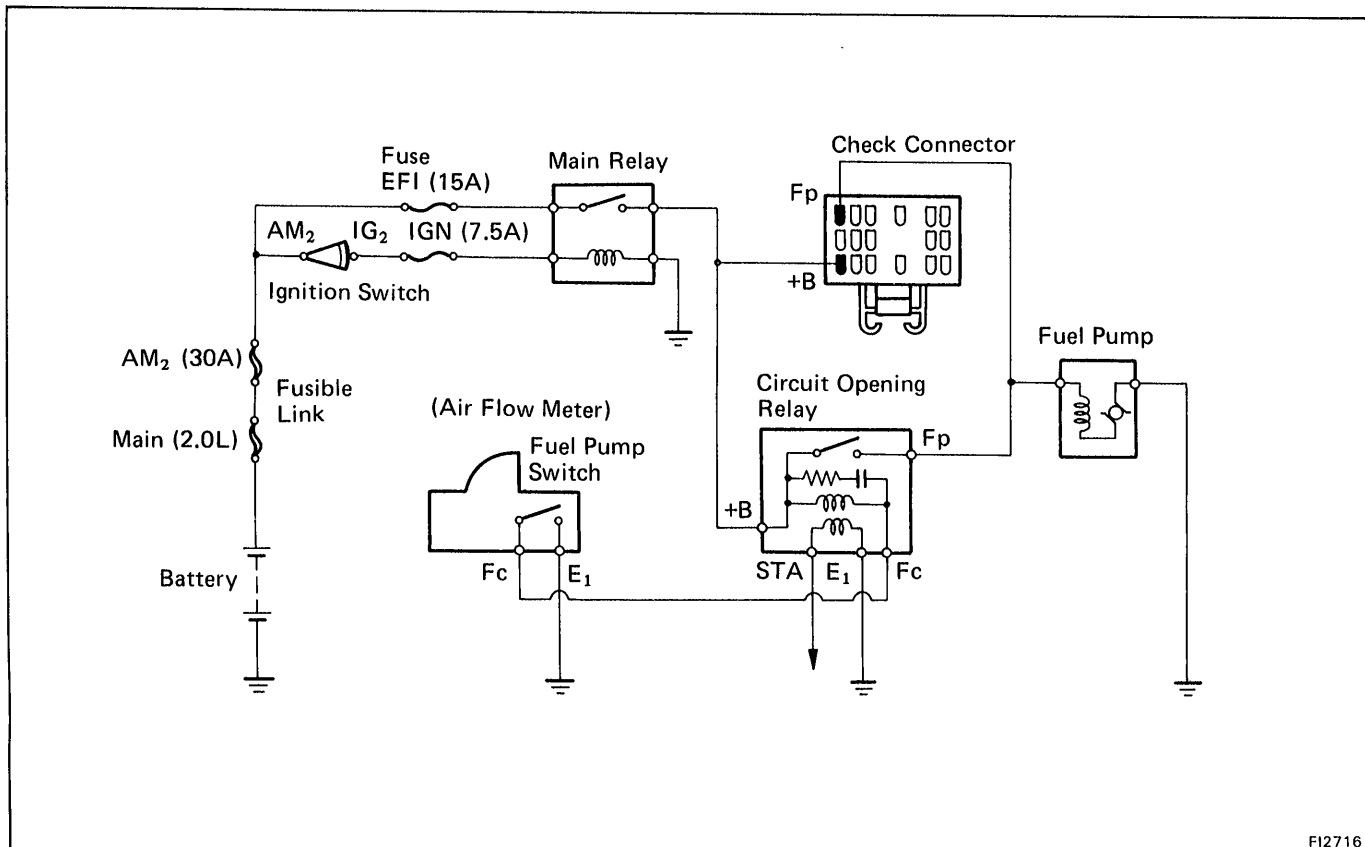 Check Connector
Fuse
EFI (15A)
Main Relay
Fp
AM₂
IG₂
IGN (7.5A)
+B
Ignition Switch
Fuel Pump
AM₂ (30A)
Fusible
Link
Circuit Opening
Relay
(Air Flow Meter)
Main (2.0L)
Fuel Pump
Switch
Fp
+B
Battery
Fc
E₁
STA
E₁
Fc
FI2716